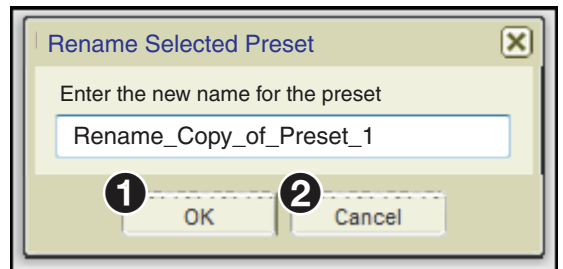 Rename Selected Preset
Enter the new name for the preset
Rename_Copy_of_Preset_1
1 OK 2 Cancel